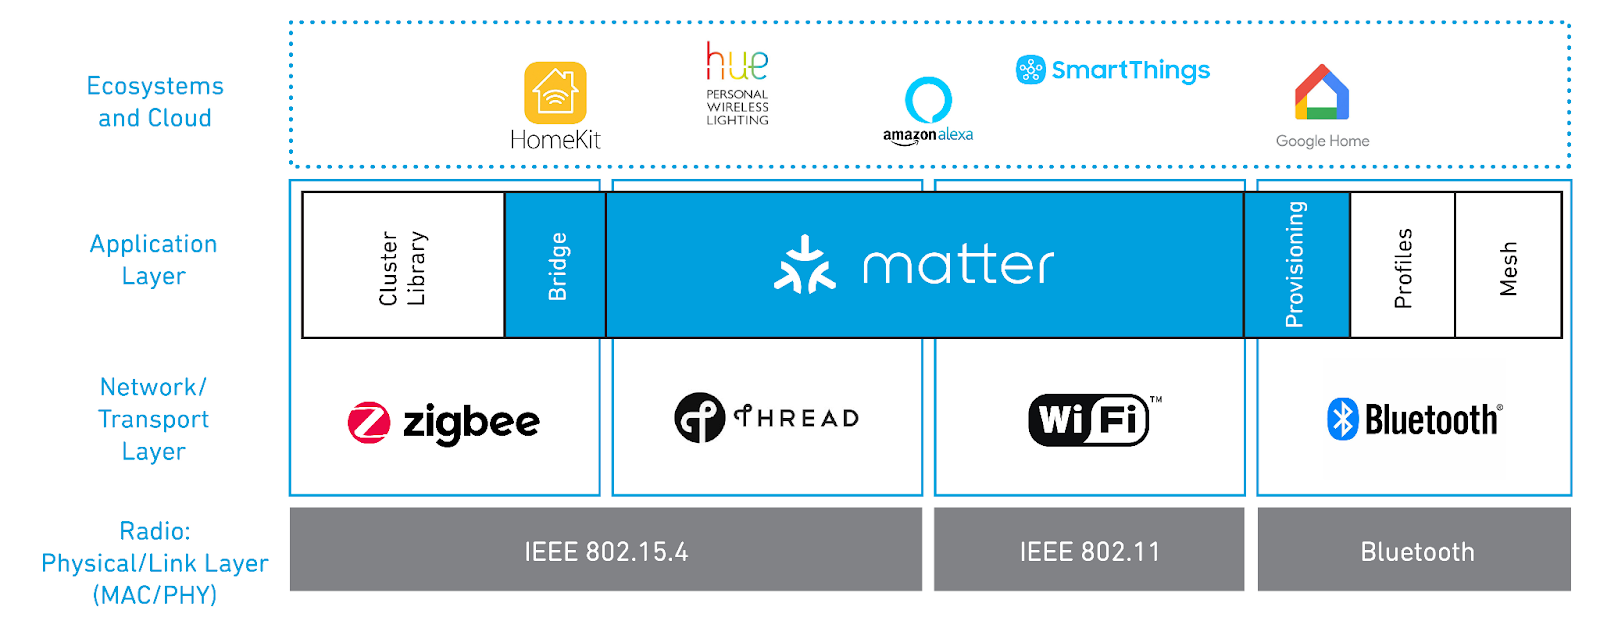 Ecosystems
and Cloud
HomeKit
hue
PERSONAL
WIRELESS
LIGHTING
amazon alexa
SmartThings
Google Home
Application
Layer
Cluster
Library
Bridge
matter
Provisioning
Profiles
Mesh
Network/
Transport
Layer
zigbee
THREAD
WiFi™
Bluetooth®
Radio:
Physical/Link Layer
(MAC/PHY)
IEEE 802.15.4
IEEE 802.11
Bluetooth